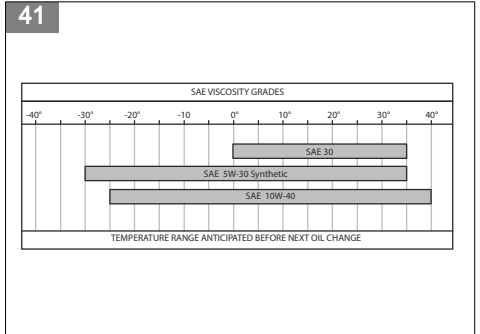 41
SAE VISCOSITY GRADES
-40° -30° -20° -10 0° 10° 20° 30° 40°
SAE 30
SAE 5W-30 Synthetic
SAE 10W-40
TEMPERATURE RANGE ANTICIPATED BEFORE NEXT OIL CHANGE